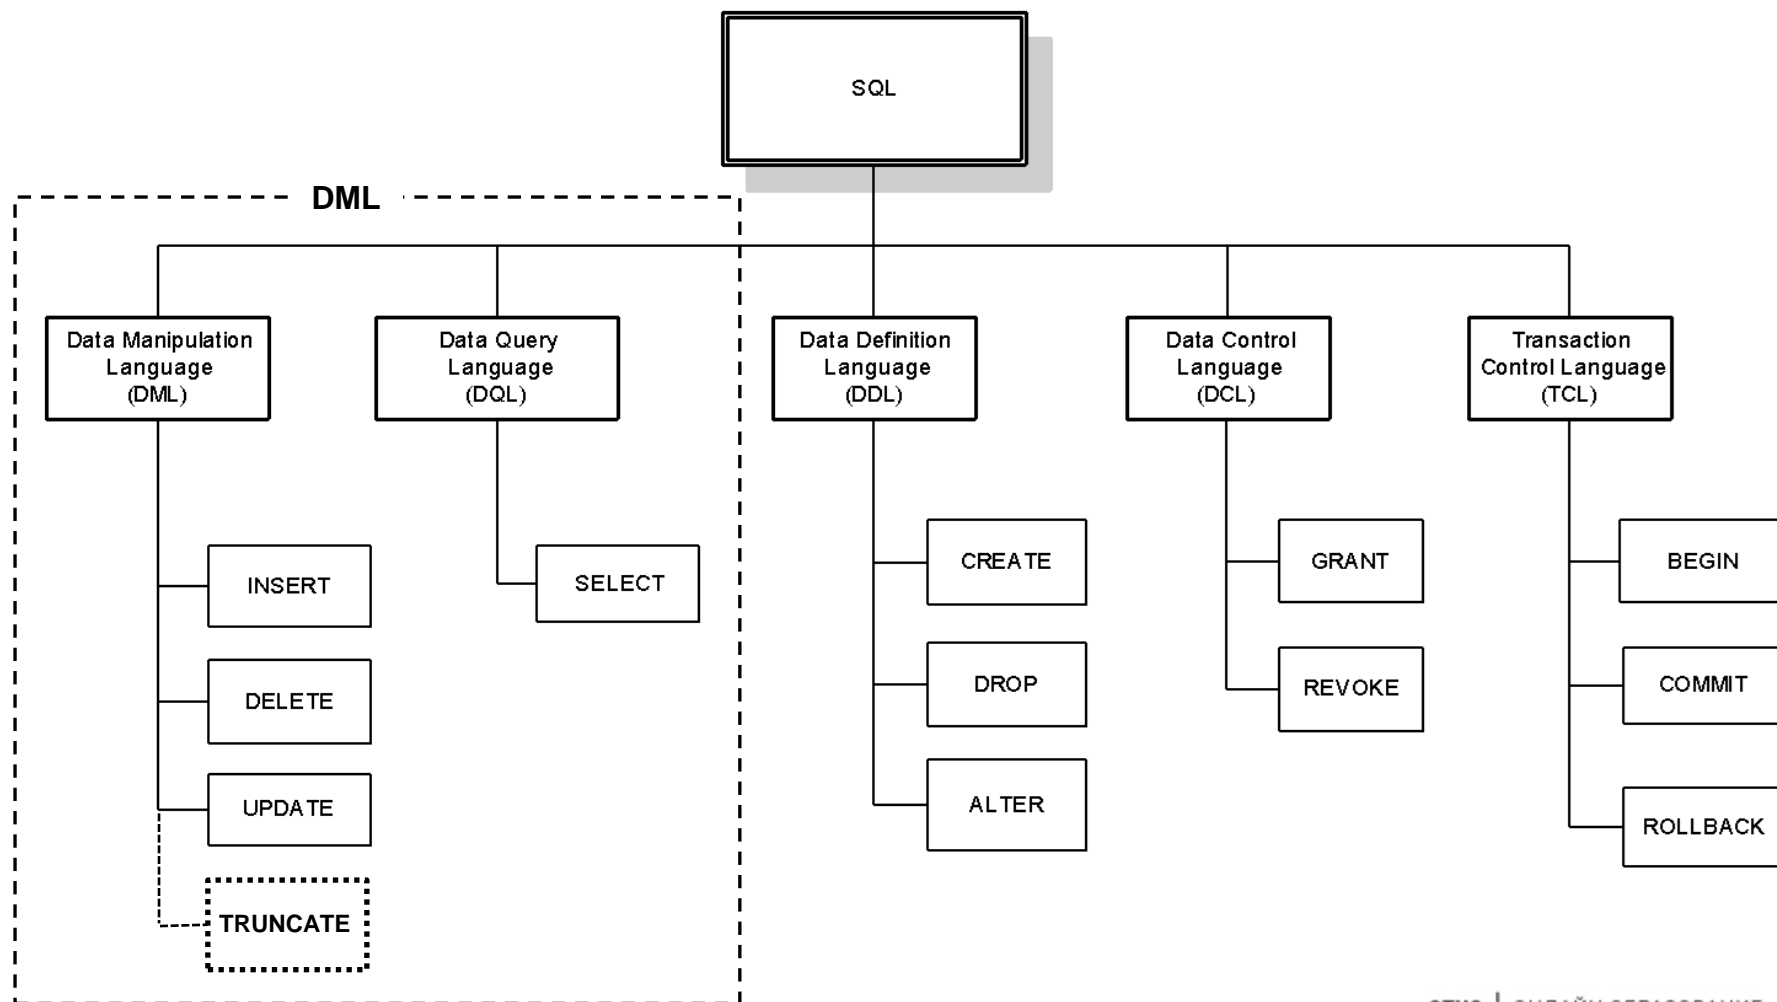 SQL
DML
Data Manipulation
Language
(DML)
Data Query
Language
(DQL)
Data Definition
Language
(DDL)
Data Control
Language
(DCL)
Transaction
Control Language
(TCL)
INSERT
DELETE
UPDATE
TRUNCATE
SELECT
CREATE
DROP
ALTER
GRANT
REVOKE
BEGIN
COMMIT
ROLLBACK